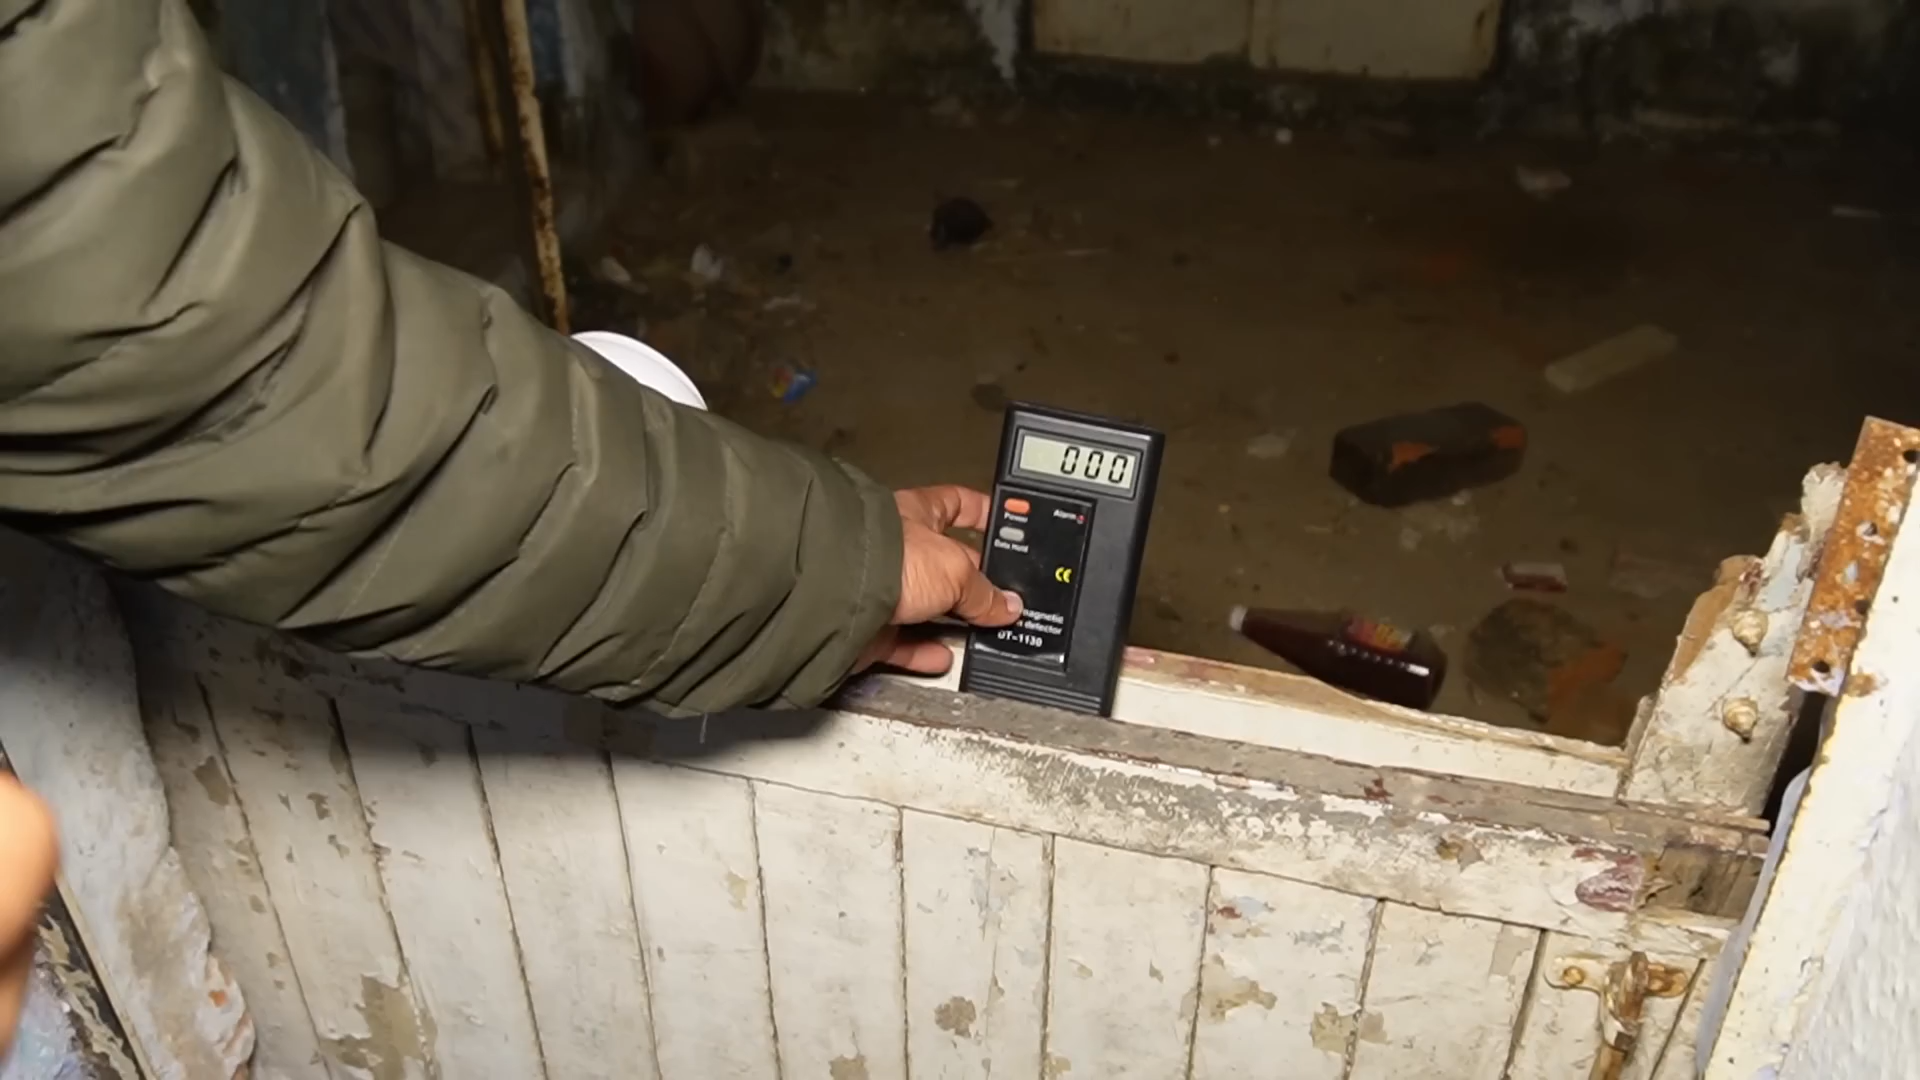 000
Power
Alarm
Data Hold
CE
magnetic
n detector
DT-1130